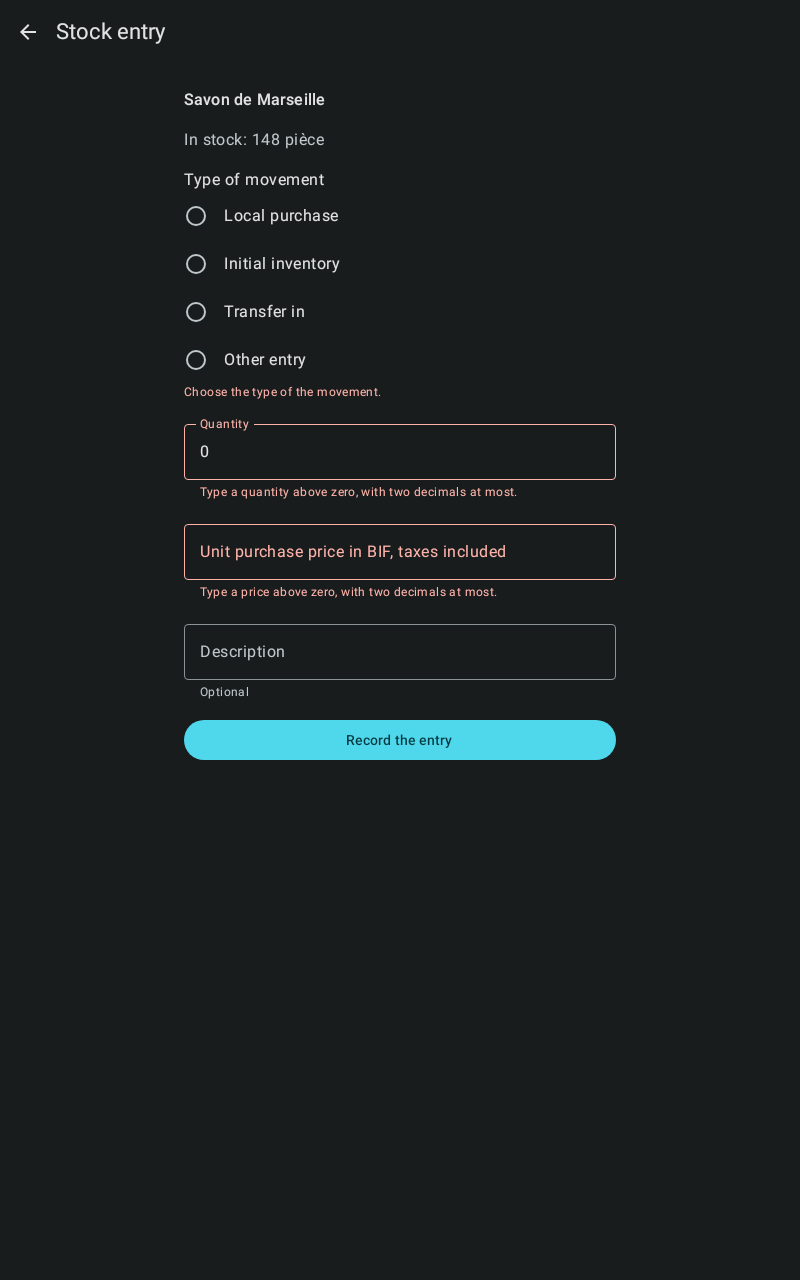 Stock entry
Savon de Marseille
In stock: 148 pièce
Type of movement
Local purchase
Initial inventory
Transfer in
Other entry
Choose the type of the movement.
Quantity
0
Type a quantity above zero, with two decimals at most.
Unit purchase price in BIF, taxes included
Type a price above zero, with two decimals at most.
Description
Optional
Record the entry